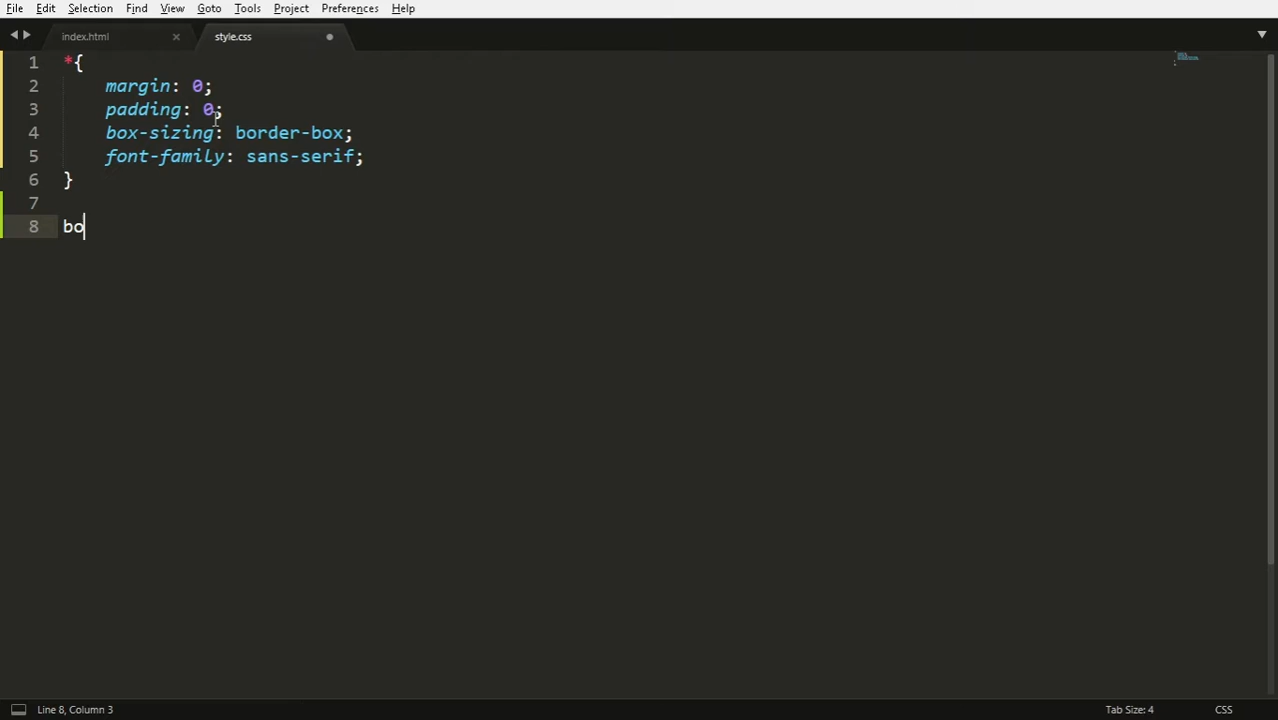 File Edit Selection Find View Goto Tools Project Preferences Help
index.html × style.css
1 *{
2 margin: 0;
3 padding: 0;
4 box-sizing: border-box;
5 font-family: sans-serif;
6 }
7
8 bo
Line 8, Column 3 Tab Size: 4 CSS